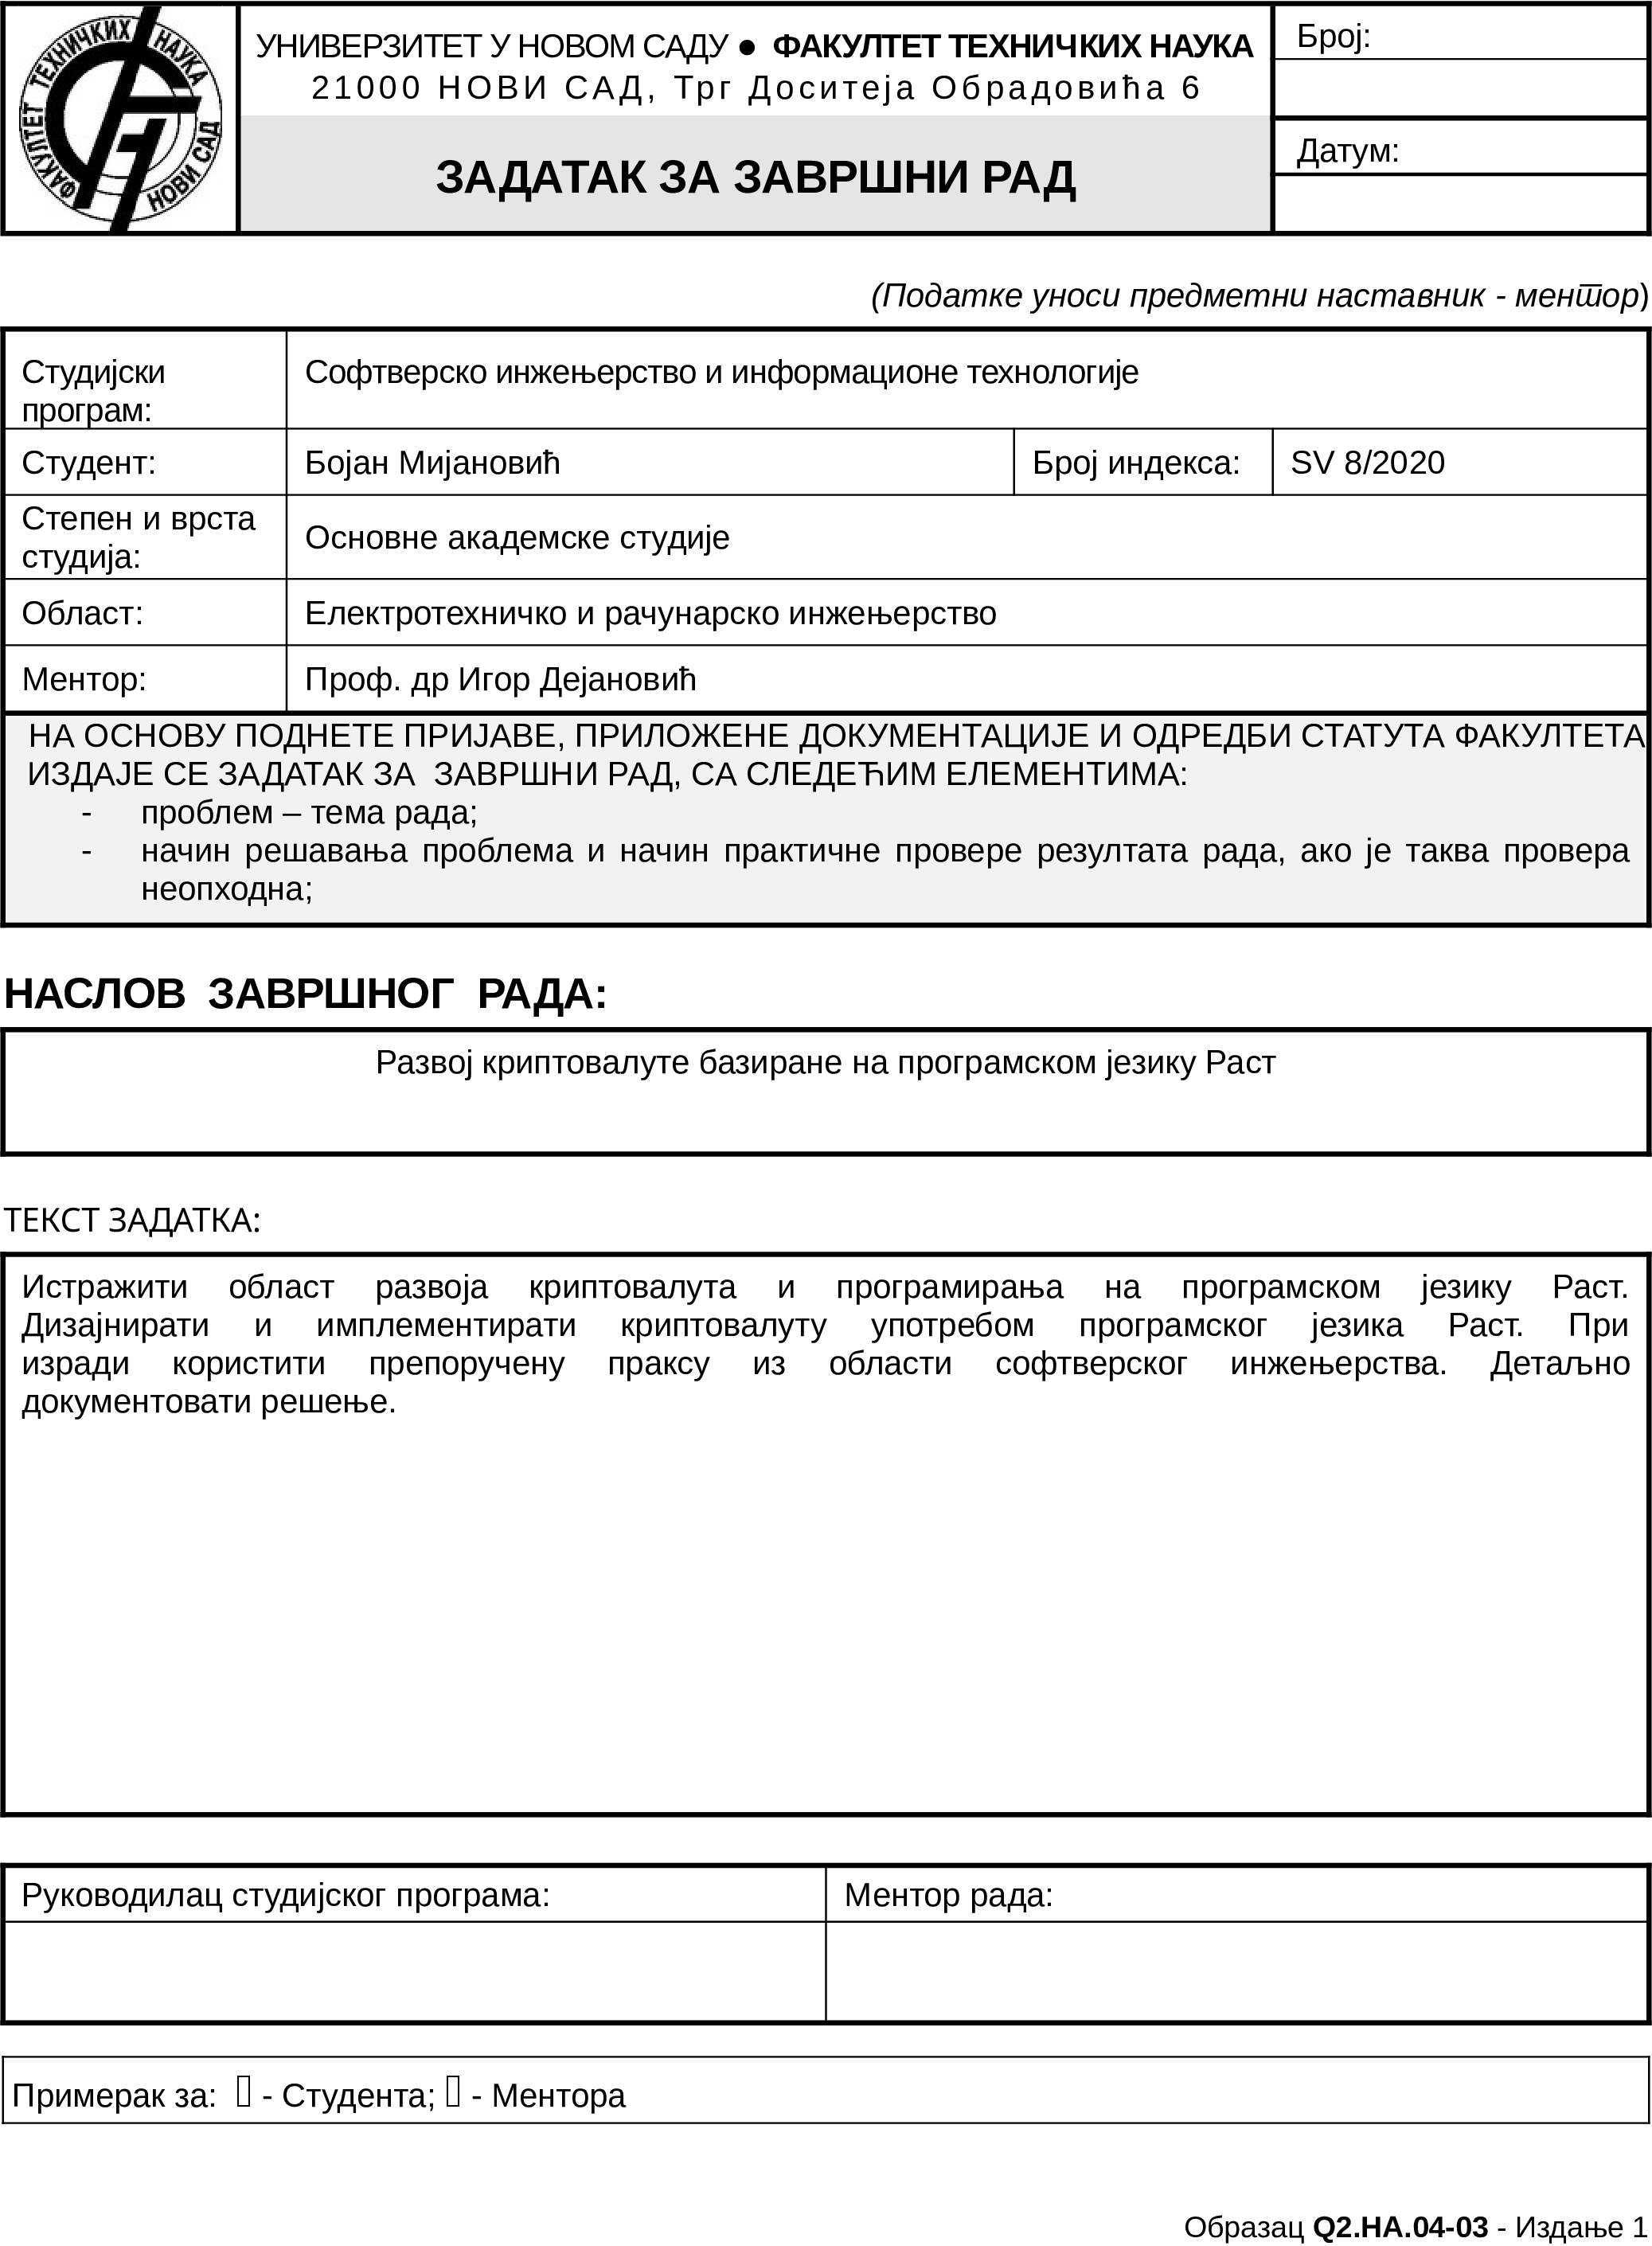 ФАКУЛТЕТ ТЕХНИЧКИХ НАУКА
НОВИ САД
УНИВЕРЗИТЕТ У НОВОМ САДУ ● ФАКУЛТЕТ ТЕХНИЧКИХ НАУКА
21000 НОВИ САД, Трг Доситеја Обрадовића 6
ЗАДАТАК ЗА ЗАВРШНИ РАД
Број:
Датум:
(Податке уноси предметни наставник - ментор)
Студијски
програм:
Софтверско инжењерство и информационе технологије
Студент:
Бојан Мијановић
Број индекса:
SV 8/2020
Степен и врста
студија:
Основне академске студије
Област:
Електротехничко и рачунарско инжењерство
Ментор:
Проф. др Игор Дејановић
НА ОСНОВУ ПОДНЕТЕ ПРИЈАВЕ, ПРИЛОЖЕНЕ ДОКУМЕНТАЦИЈЕ И ОДРЕДБИ СТАТУТА ФАКУЛТЕТА
ИЗДАЈЕ СЕ ЗАДАТАК ЗА ЗАВРШНИ РАД, СА СЛЕДЕЋИМ ЕЛЕМЕНТИМА:
- проблем – тема рада;
- начин решавања проблема и начин практичне провере резултата рада, ако је таква провера
неопходна;
НАСЛОВ ЗАВРШНОГ РАДА:
Развој криптовалуте базиране на програмском језику Раст
ТЕКСТ ЗАДАТКА:
Истражити област развоја криптовалута и програмирања на програмском језику Раст.
Дизајнирати и имплементирати криптовалуту употребом програмског језика Раст. При
изради користити препоручену праксу из области софтверског инжењерства. Детаљно
документовати решење.
Руководилац студијског програма:
Ментор рада:
Примерак за: ▯ - Студента; ▯ - Ментора
Образац Q2.НА.04-03 - Издање 1